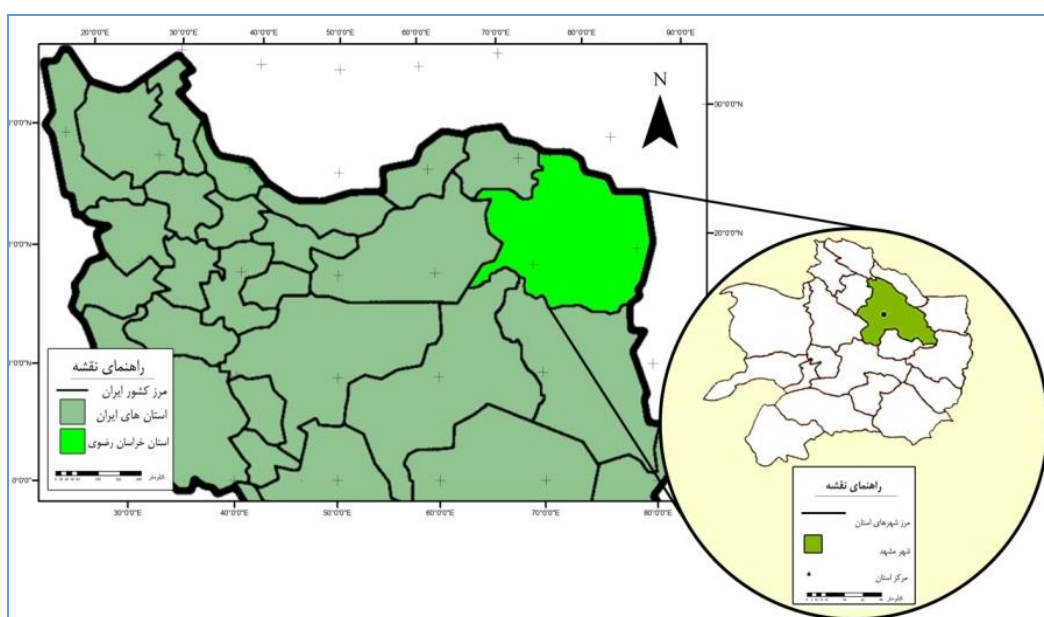 20°0'0"E 30°0'0"E 40°0'0"E 50°0'0"E 60°0'0"E 70°0'0"E 80°0'0"E 90°0'0"E
N
30°0'0"N
20°0'0"N
راهنمای نقشه
مرز کشور ایران
استان های ایران
استان خراسان رضوی
کیلومتر
30°0'0"E 40°0'0"E 50°0'0"E 60°0'0"E 70°0'0"E 80°0'0"E
راهنمای نقشه
مرز شهرهای استان
شهر مشهد
مرکز استان
کیلومتر